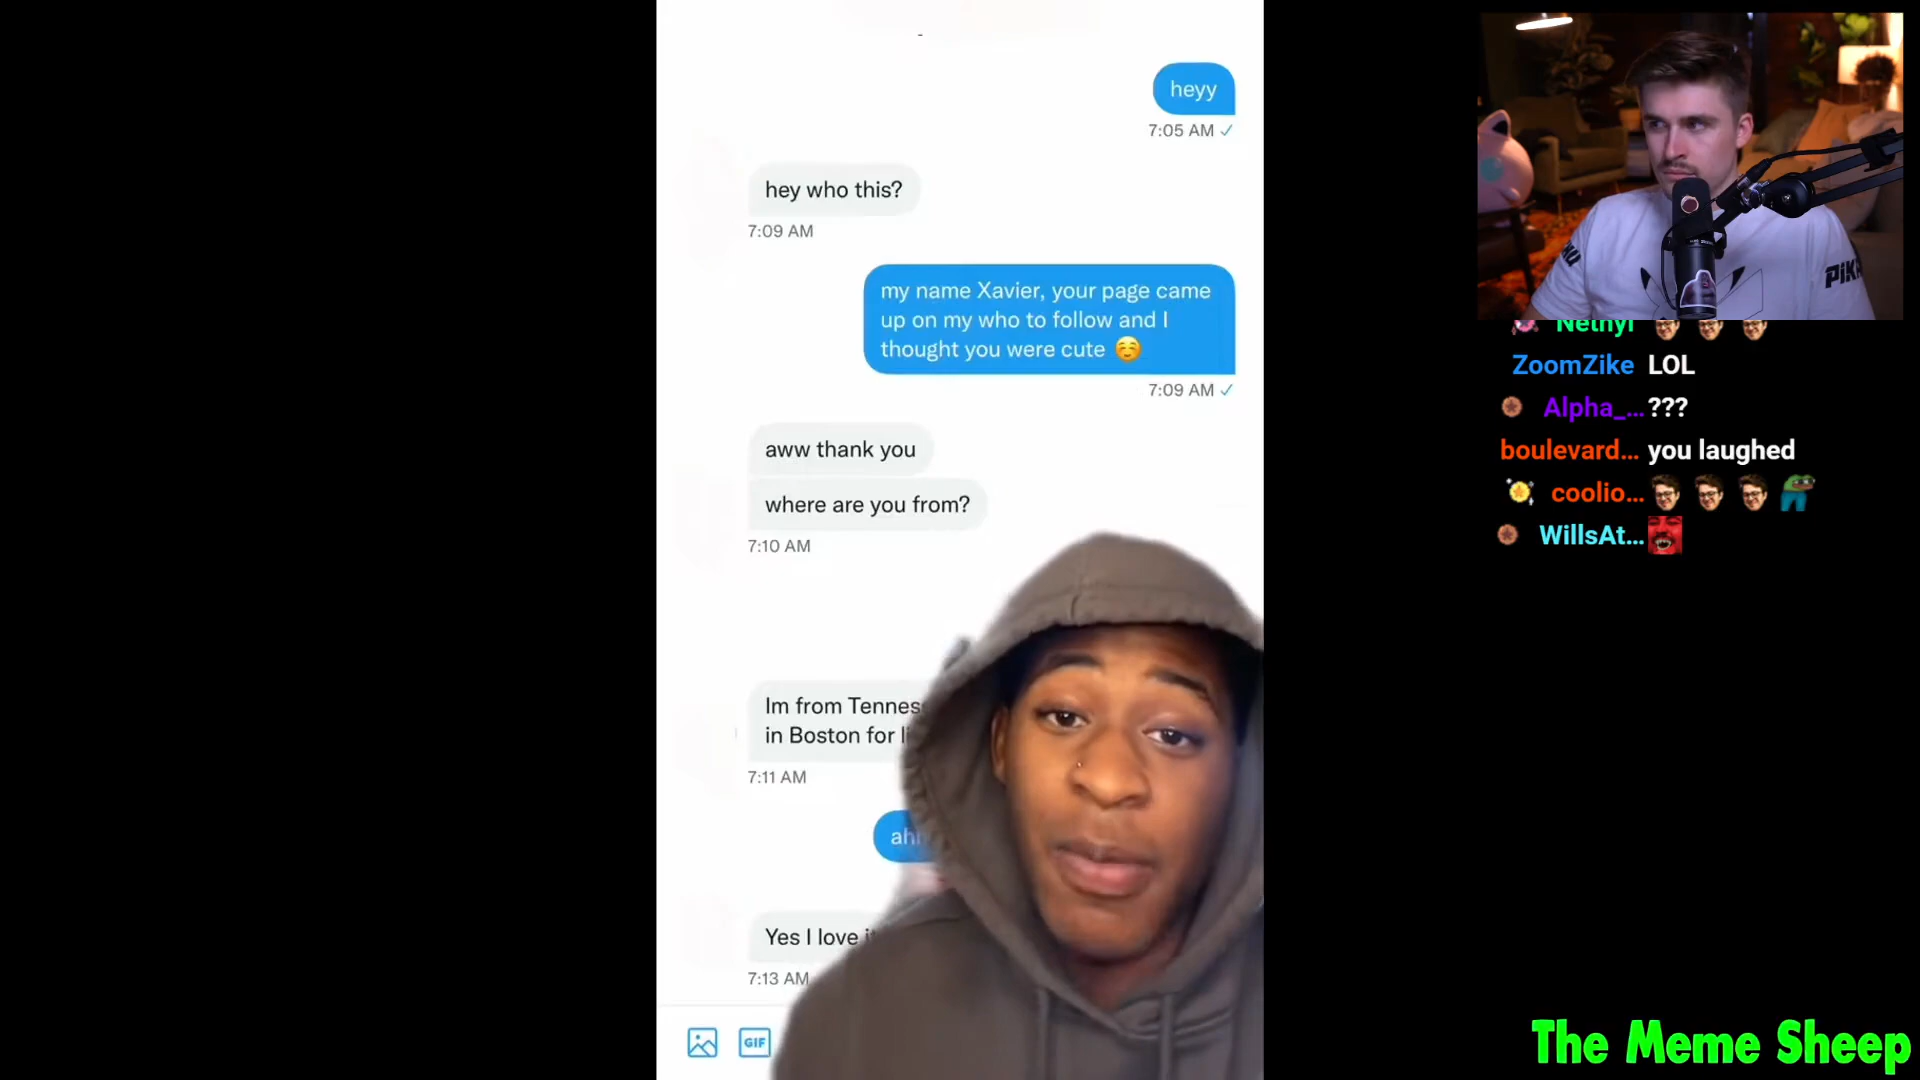 heyy
7:05 AM ✓
hey who this?
7:09 AM
my name Xavier, your page came
up on my who to follow and I
thought you were cute ☺️
7:09 AM ✓
aww thank you
where are you from?
7:10 AM
Im from
in Boston for
7:11 AM
Yes I love
7:13 AM
GIF
Nethyl
ZoomZike LOL
Alpha_... ???
boulevard... you laughed
coolio...
WillsAt...
The Meme Sheep